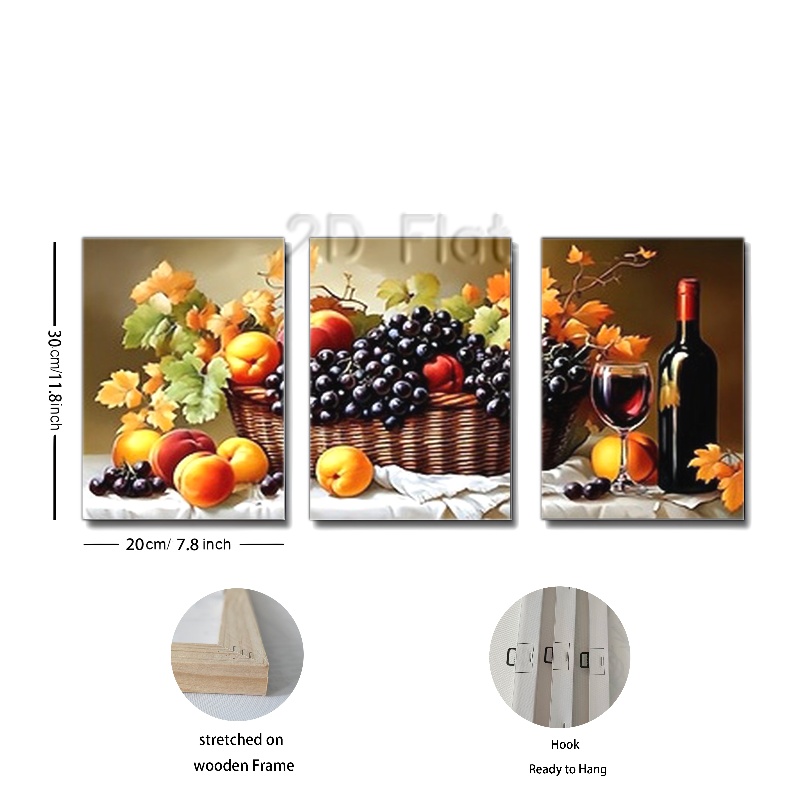 2D Flat
30cm/11.8inch
20cm/ 7.8 inch
stretched on
wooden Frame
Hook
Ready to Hang